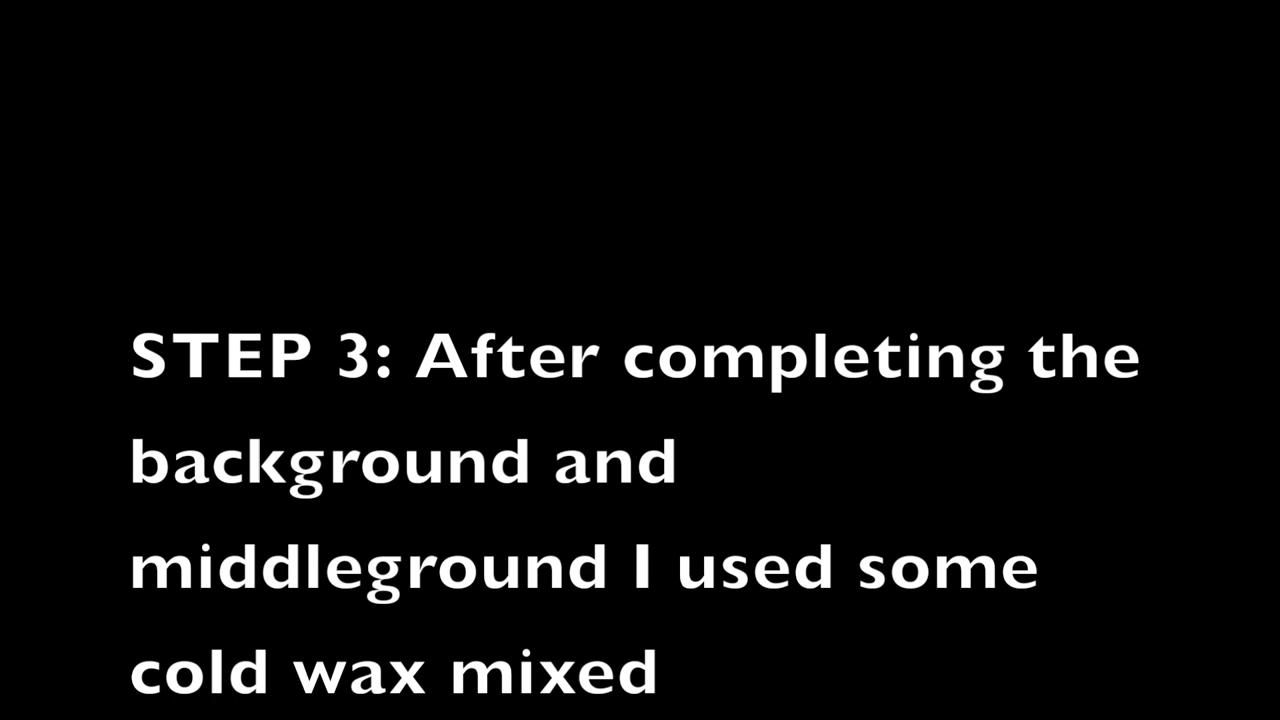 STEP 3: After completing the
background and
middleground I used some
cold wax mixed